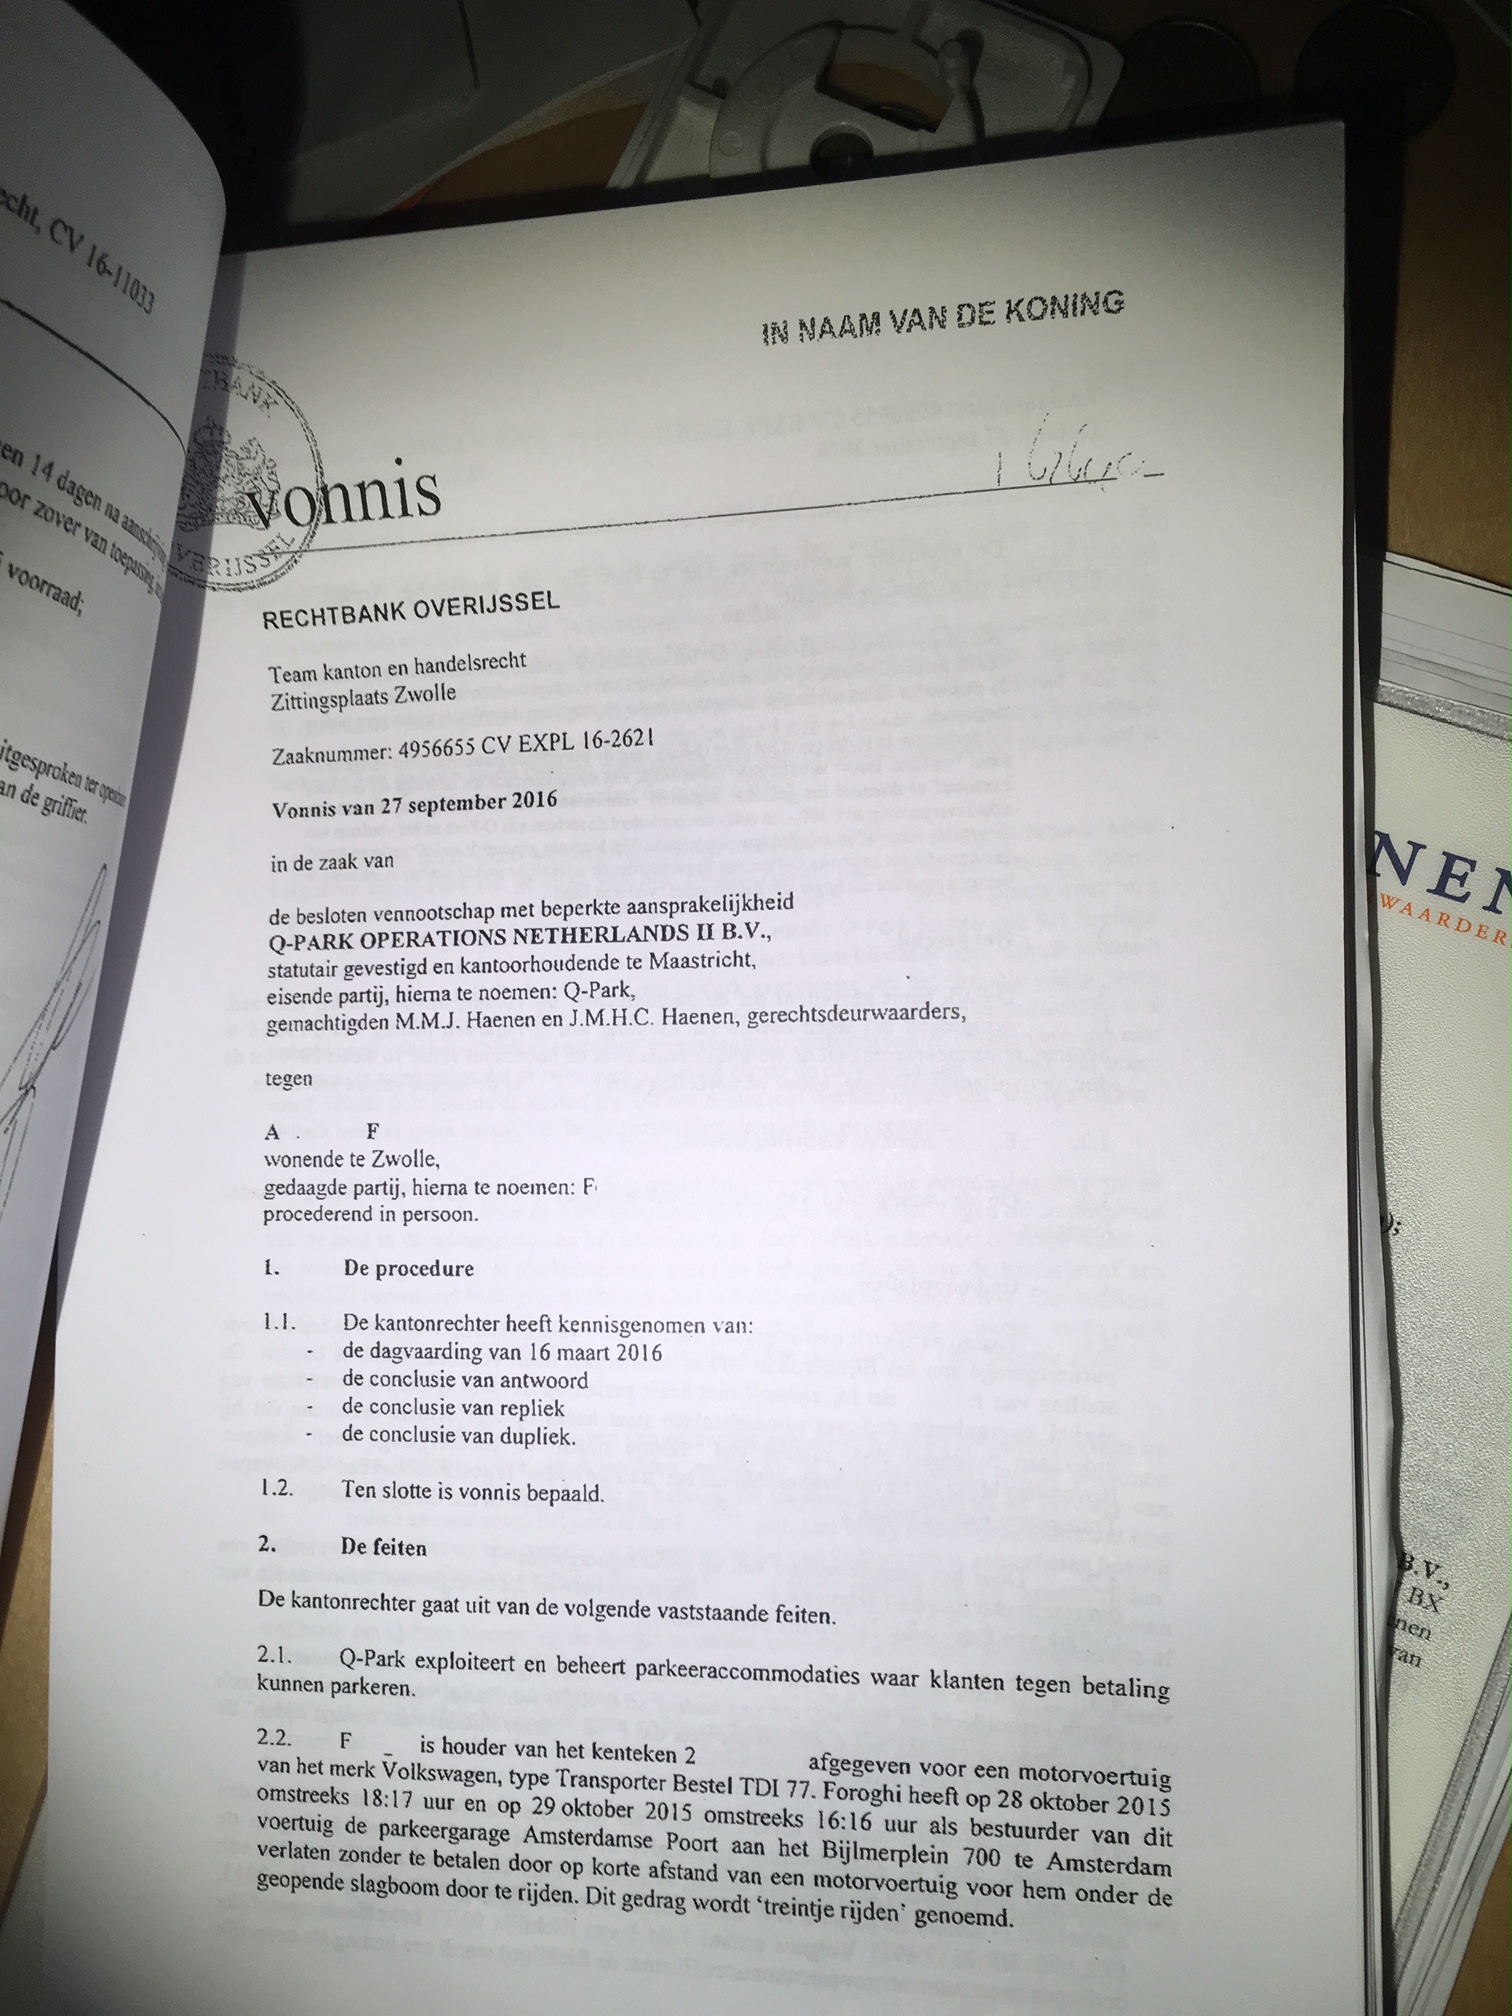 echt, CV 16-11033
en 14 dagen na
oor zover van toepassing,
voorraad;
itgesproken ter
an de griffier.
IN NAAM VAN DE KONING
BANK
VERIJSSEL
vonnis
RECHTBANK OVERIJSSEL
Team kanton en handelsrecht
Zittingsplaats Zwolle
Zaaknummer: 4956655 CV EXPL 16-2621
Vonnis van 27 september 2016
in de zaak van
de besloten vennootschap met beperkte aansprakelijkheid
Q-PARK OPERATIONS NETHERLANDS II B.V.,
statutair gevestigd en kantoorhoudende te Maastricht,
eisende partij, hierna te noemen: Q-Park,
gemachtigden M.M.J. Haenen en J.M.H.C. Haenen, gerechtsdeurwaarders,
tegen
A . F
wonende te Zwolle,
gedaagde partij, hierna te noemen: F
procederend in persoon.
1. De procedure
1.1. De kantonrechter heeft kennisgenomen van:
- de dagvaarding van 16 maart 2016
- de conclusie van antwoord
- de conclusie van repliek
- de conclusie van dupliek.
1.2. Ten slotte is vonnis bepaald.
2. De feiten
De kantonrechter gaat uit van de volgende vaststaande feiten.
2.1. Q-Park exploiteert en beheert parkeeraccommodaties waar klanten tegen betaling
kunnen parkeren.
2.2. F _ is houder van het kenteken 2 afgegeven voor een motorvoertuig
van het merk Volkswagen, type Transporter Bestel TDI 77. Foroghi heeft op 28 oktober 2015
omstreeks 18:17 uur en op 29 oktober 2015 omstreeks 16:16 uur als bestuurder van dit
voertuig de parkeergarage Amsterdamse Poort aan het Bijlmerplein 700 te Amsterdam
verlaten zonder te betalen door op korte afstand van een motorvoertuig voor hem onder de
geopende slagboom door te rijden. Dit gedrag wordt ‘treintje rijden’ genoemd.
NEN
WAARDER
);
B.V.,
BX
enen
van